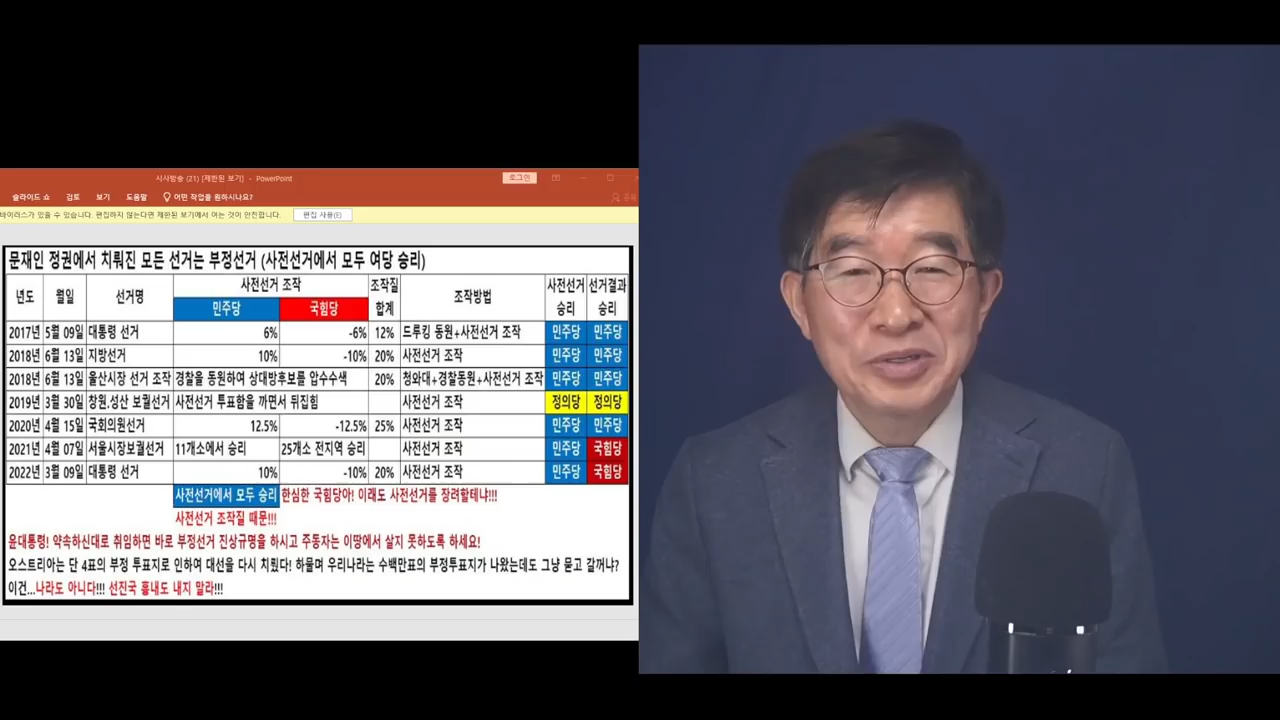 시사방송 (21) [제한된 보기] - PowerPoint
로그인
슬라이드 쇼 검토 보기 도움말 어떤 작업을 원하시나요?
바이러스가 있을 수 있습니다. 편집하지 않는다면 제한된 보기에서 여는 것이 안전합니다. 편집 사용(E)
문재인 정권에서 치뤄진 모든 선거는 부정선거 (사전선거에서 모두 여당 승리)
년도 월일 선거명 사전선거 조작 조작질 합계 조작방법 사전선거 승리 선거결과 승리
민주당 국힘당
2017년 5월 09일 대통령 선거 6% -6% 12% 드루킹 동원+사전선거 조작 민주당 민주당
2018년 6월 13일 지방선거 10% -10% 20% 사전선거 조작 민주당 민주당
2018년 6월 13일 울산시장 선거 조작 경찰을 동원하여 상대방후보를 압수수색 20% 청와대+경찰동원+사전선거 조작 민주당 민주당
2019년 3월 30일 창원.성산 보궐선거 사전선거 투표함을 까면서 뒤집힘 사전선거 조작 정의당 정의당
2020년 4월 15일 국회의원선거 12.5% -12.5% 25% 사전선거 조작 민주당 민주당
2021년 4월 07일 서울시장보궐선거 11개소에서 승리 25개소 전지역 승리 사전선거 조작 민주당 국힘당
2022년 3월 09일 대통령 선거 10% -10% 20% 사전선거 조작 민주당 국힘당
사전선거에서 모두 승리 한심한 국힘당아! 이래도 사전선거를 장려할테냐!!!
사전선거 조작질 때문!!!
윤대통령! 약속하신대로 취임하면 바로 부정선거 진상규명을 하시고 주동자는 이땅에서 살지 못하도록 하세요!
오스트리아는 단 4표의 부정 투표지로 인하여 대선을 다시 치뤘다! 하물며 우리나라는 수백만표의 부정투표지가 나왔는데도 그냥 묻고 갈꺼냐?
이건...나라도 아니다!!! 선진국 흉내도 내지 말라!!!